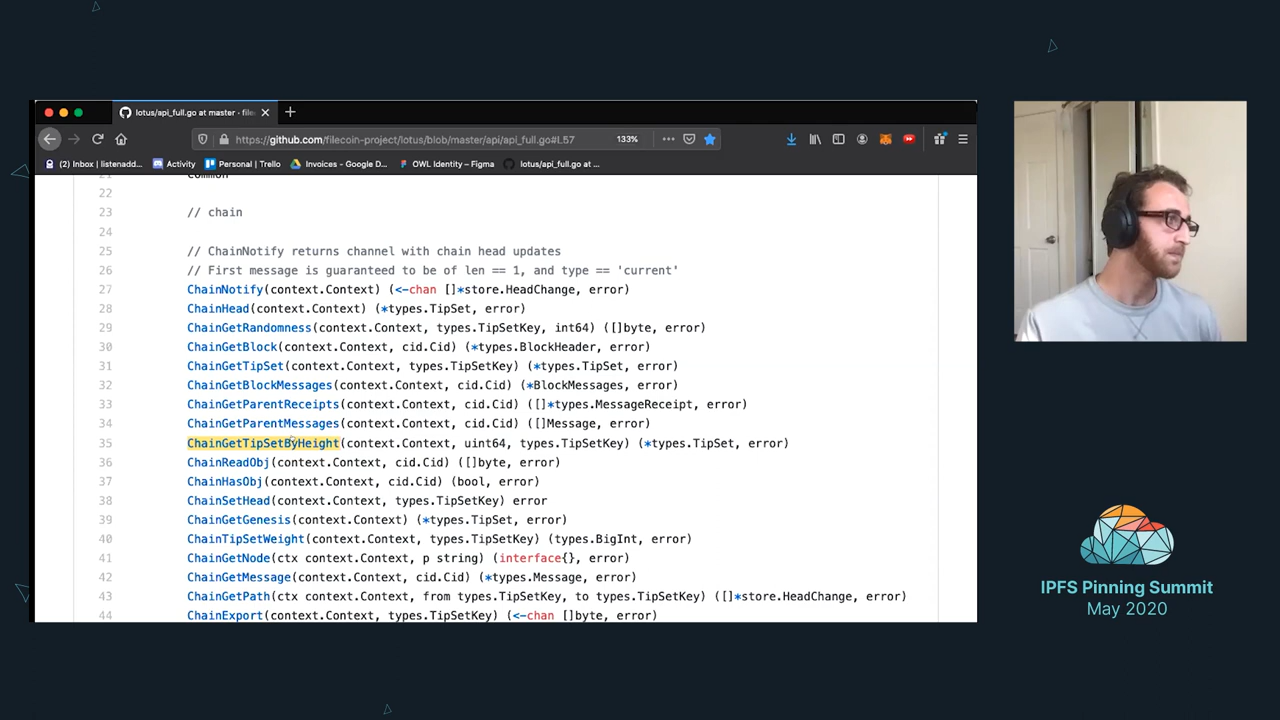 lotus/api_full.go at master · file
https://github.com/filecoin-project/lotus/blob/master/api/api_full.go#L57
133%
(2) Inbox | listenadd...
Activity
Personal | Trello
Invoices - Google D...
OWL Identity – Figma
lotus/api_full.go at ...
21 Common
22
23 // chain
24
25 // ChainNotify returns channel with chain head updates
26 // First message is guaranteed to be of len == 1, and type == 'current'
27 ChainNotify(context.Context) (<-chan []*store.HeadChange, error)
28 ChainHead(context.Context) (*types.TipSet, error)
29 ChainGetRandomness(context.Context, types.TipSetKey, int64) ([]byte, error)
30 ChainGetBlock(context.Context, cid.Cid) (*types.BlockHeader, error)
31 ChainGetTipSet(context.Context, types.TipSetKey) (*types.TipSet, error)
32 ChainGetBlockMessages(context.Context, cid.Cid) (*BlockMessages, error)
33 ChainGetParentReceipts(context.Context, cid.Cid) ([]*types.MessageReceipt, error)
34 ChainGetParentMessages(context.Context, cid.Cid) ([]Message, error)
35 ChainGetTipSetByHeight(context.Context, uint64, types.TipSetKey) (*types.TipSet, error)
36 ChainReadObj(context.Context, cid.Cid) ([]byte, error)
37 ChainHasObj(context.Context, cid.Cid) (bool, error)
38 ChainSetHead(context.Context, types.TipSetKey) error
39 ChainGetGenesis(context.Context) (*types.TipSet, error)
40 ChainTipSetWeight(context.Context, types.TipSetKey) (types.BigInt, error)
41 ChainGetNode(ctx context.Context, p string) (interface{}, error)
42 ChainGetMessage(context.Context, cid.Cid) (*types.Message, error)
43 ChainGetPath(ctx context.Context, from types.TipSetKey, to types.TipSetKey) ([]*store.HeadChange, error)
44 ChainExport(context.Context, types.TipSetKey) (<-chan []byte, error)
IPFS Pinning Summit
May 2020